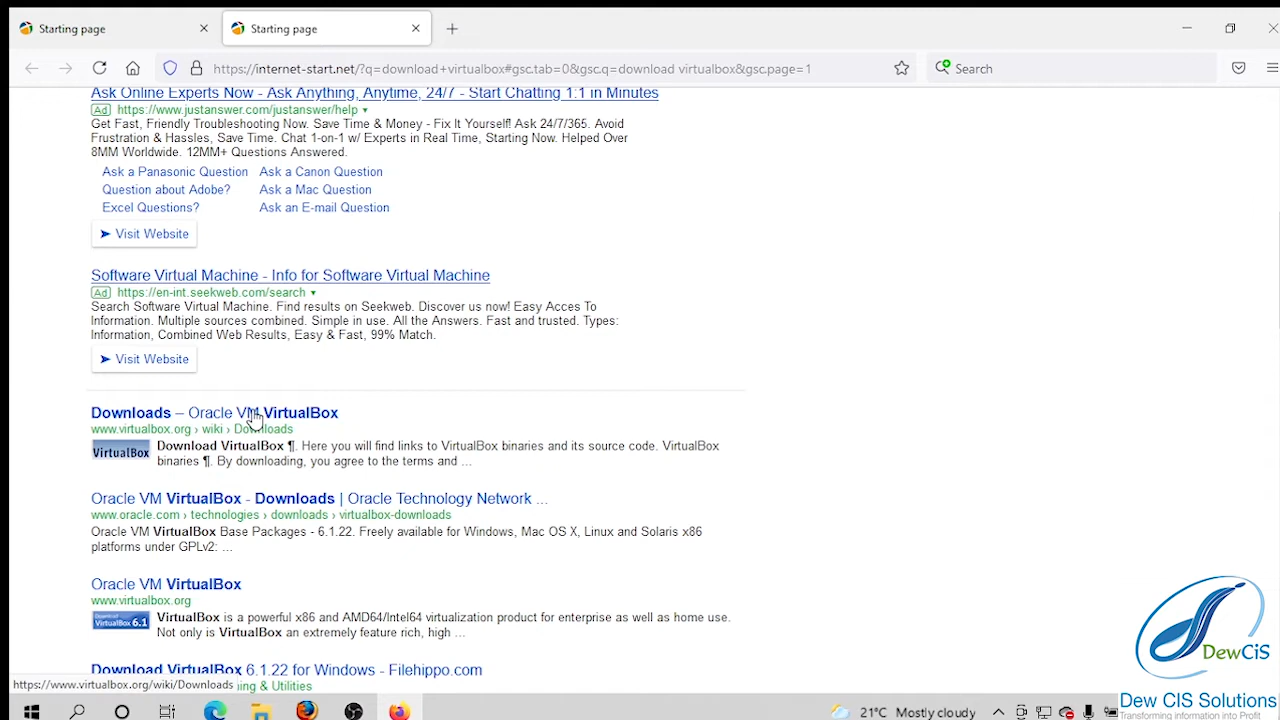 Starting page
Starting page
https://internet-start.net/?q=download+virtualbox#gsc.tab=0&gsc.q=download virtualbox&gsc.page=1
Search
Ask Online Experts Now - Ask Anything, Anytime, 24/7 - Start Chatting 1:1 in Minutes
Ad https://www.justanswer.com/justanswer/help
Get Fast, Friendly Troubleshooting Now. Save Time & Money - Fix It Yourself! Ask 24/7/365. Avoid
Frustration & Hassles, Save Time. Chat 1-on-1 w/ Experts in Real Time, Starting Now. Helped Over
8MM Worldwide. 12MM+ Questions Answered.
Ask a Panasonic Question Ask a Canon Question
Question about Adobe? Ask a Mac Question
Excel Questions? Ask an E-mail Question
Visit Website
Software Virtual Machine - Info for Software Virtual Machine
Ad https://en-int.seekweb.com/search
Search Software Virtual Machine. Find results on Seekweb. Discover us now! Easy Acces To
Information. Multiple sources combined. Simple in use. All the Answers. Fast and trusted. Types:
Information, Combined Web Results, Easy & Fast, 99% Match.
Visit Website
Downloads – Oracle VM VirtualBox
www.virtualbox.org › wiki › Downloads
VirtualBox
Download VirtualBox ¶. Here you will find links to VirtualBox binaries and its source code. VirtualBox
binaries ¶. By downloading, you agree to the terms and ...
Oracle VM VirtualBox - Downloads | Oracle Technology Network ...
www.oracle.com › technologies › downloads › virtualbox-downloads
Oracle VM VirtualBox Base Packages - 6.1.22. Freely available for Windows, Mac OS X, Linux and Solaris x86
platforms under GPLv2: ...
Oracle VM VirtualBox
www.virtualbox.org
Download
VirtualBox 6.1
VirtualBox is a powerful x86 and AMD64/Intel64 virtualization product for enterprise as well as home use.
Not only is VirtualBox an extremely feature rich, high ...
Download VirtualBox 6.1.22 for Windows - Filehippo.com
https://www.virtualbox.org/wiki/Downloads ing & Utilities
21°C Mostly cloudy
DewCiS
Dew CIS Solutions
Transforming information into Profit